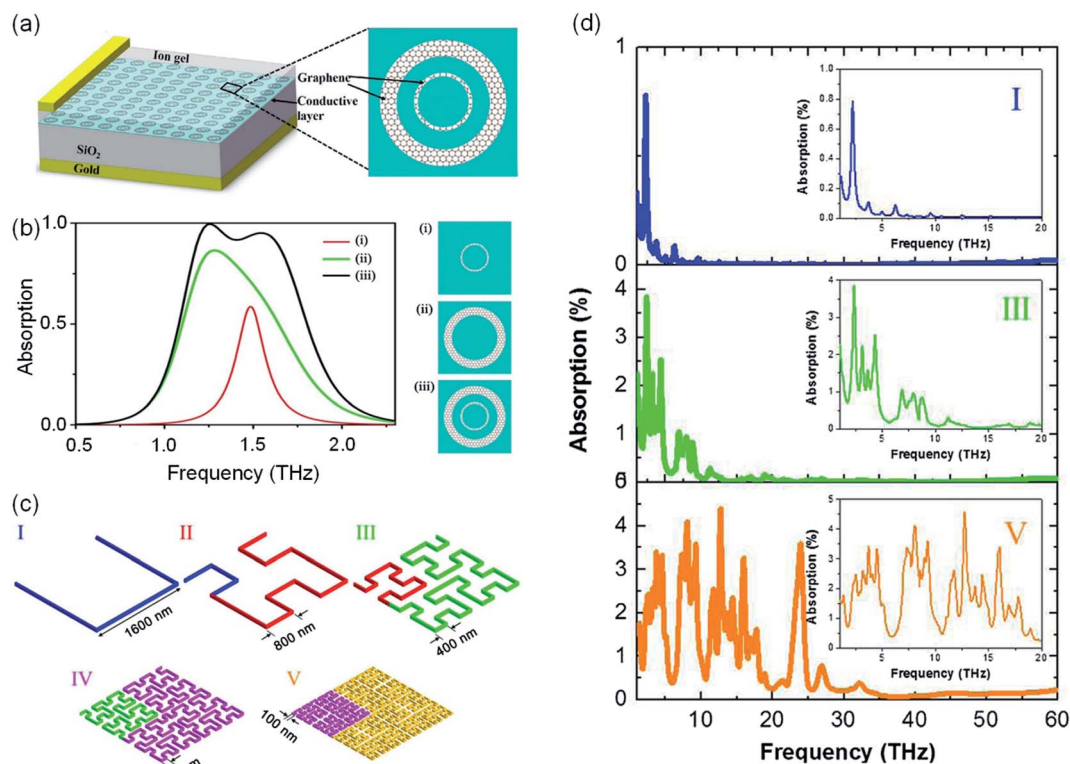 (a)
Ion gel
Graphene
Conductive
layer
SiO2
Gold
(b)
1.0
0.5
0.0
Absorption
0.5 1.0 1.5 2.0
Frequency (THz)
(i)
(ii)
(iii)
(i)
(ii)
(iii)
(c)
I II III
1600 nm
800 nm
400 nm
IV V
100 nm
m
(d)
1
0
4
3
2
1
0
5
4
3
2
1
0
Absorption (%)
10 20 30 40 50 60
Frequency (THz)
I
1.0
0.8
0.6
0.4
0.2
0.0
Absorption (%)
5 10 15 20
Frequency (THz)
III
4
3
2
1
0
Absorption (%)
5 10 15 20
Frequency (THz)
V
5
4
3
2
1
0
Absorption (%)
5 10 15 20
Frequency (THz)